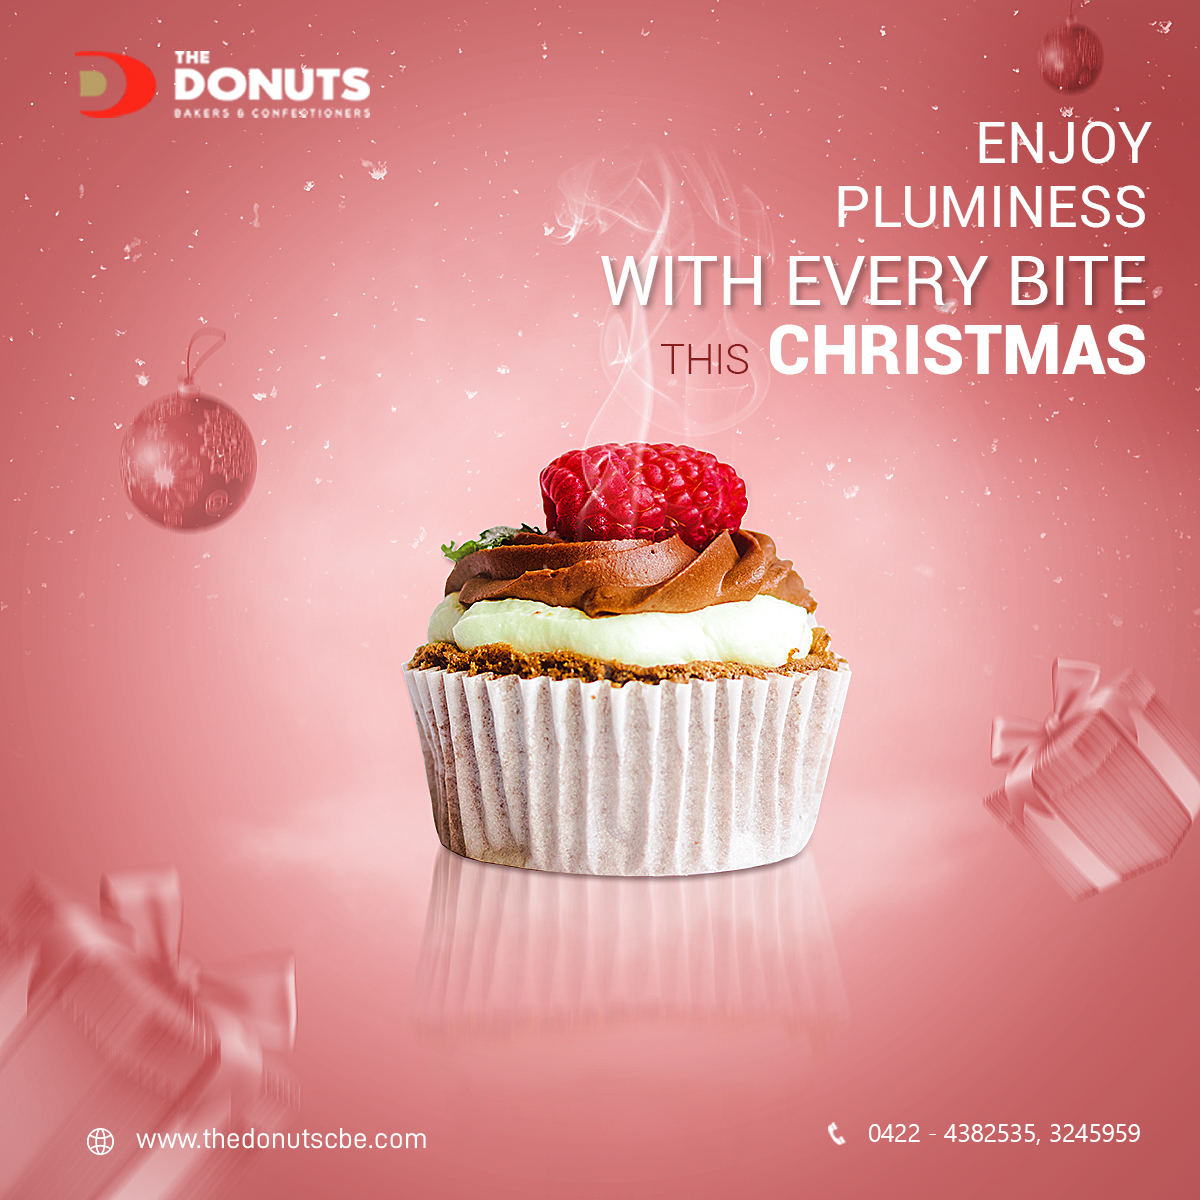 THE
DONUTS
BAKERS & CONFECTIONERS
ENJOY
PLUMINESS
WITH EVERY BITE
THIS CHRISTMAS
www.thedonutscbe.com
0422 - 4382535, 3245959